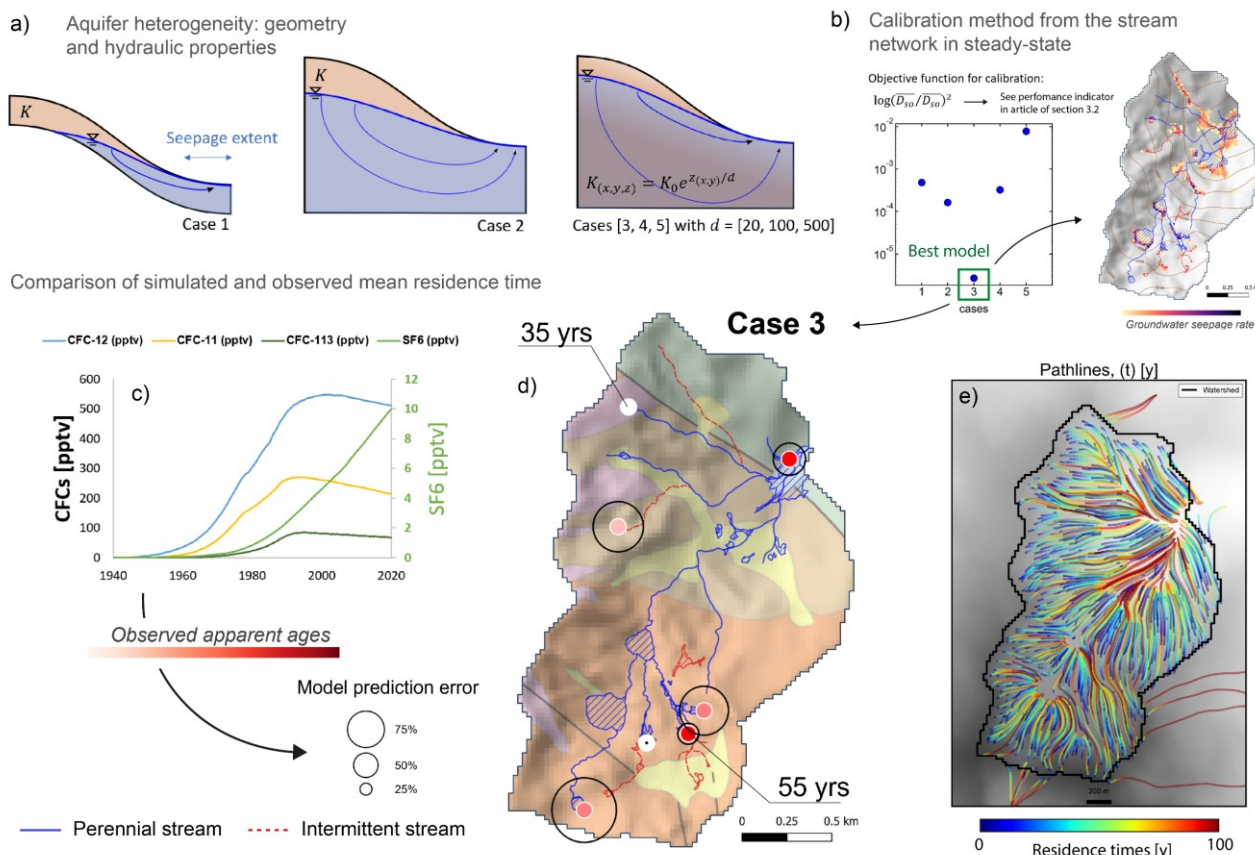 a)
Aquifer heterogeneity: geometry
and hydraulic properties
K
Seepage extent
Case 1
K
Case 2
K(x,y,z) = K0 e^z(x,y)/d
Cases [3, 4, 5] with d = [20, 100, 500]
b)
Calibration method from the stream
network in steady-state
Objective function for calibration:
log(Dso/Dso)²
See perfomance indicator
in article of section 3.2
10-2
10-3
10-4
10-5
Best model
1 2 3 4 5
cases
0 0.25 0.5 k
Groundwater seepage rate
Comparison of simulated and observed mean residence time
CFC-12 (pptv) CFC-11 (pptv) CFC-113 (pptv) SF6 (pptv)
c)
CFCs [pptv]
600
500
400
300
200
100
0
SF6 [pptv]
12
10
8
6
4
2
0
1940 1960 1980 2000 2020
Observed apparent ages
Model prediction error
75%
50%
25%
Perennial stream Intermittent stream
d)
Case 3
35 yrs
55 yrs
0 0.25 0.5 km
e)
Pathlines, (t) [y]
Watershed
200 m
0 100
Residence times [y]